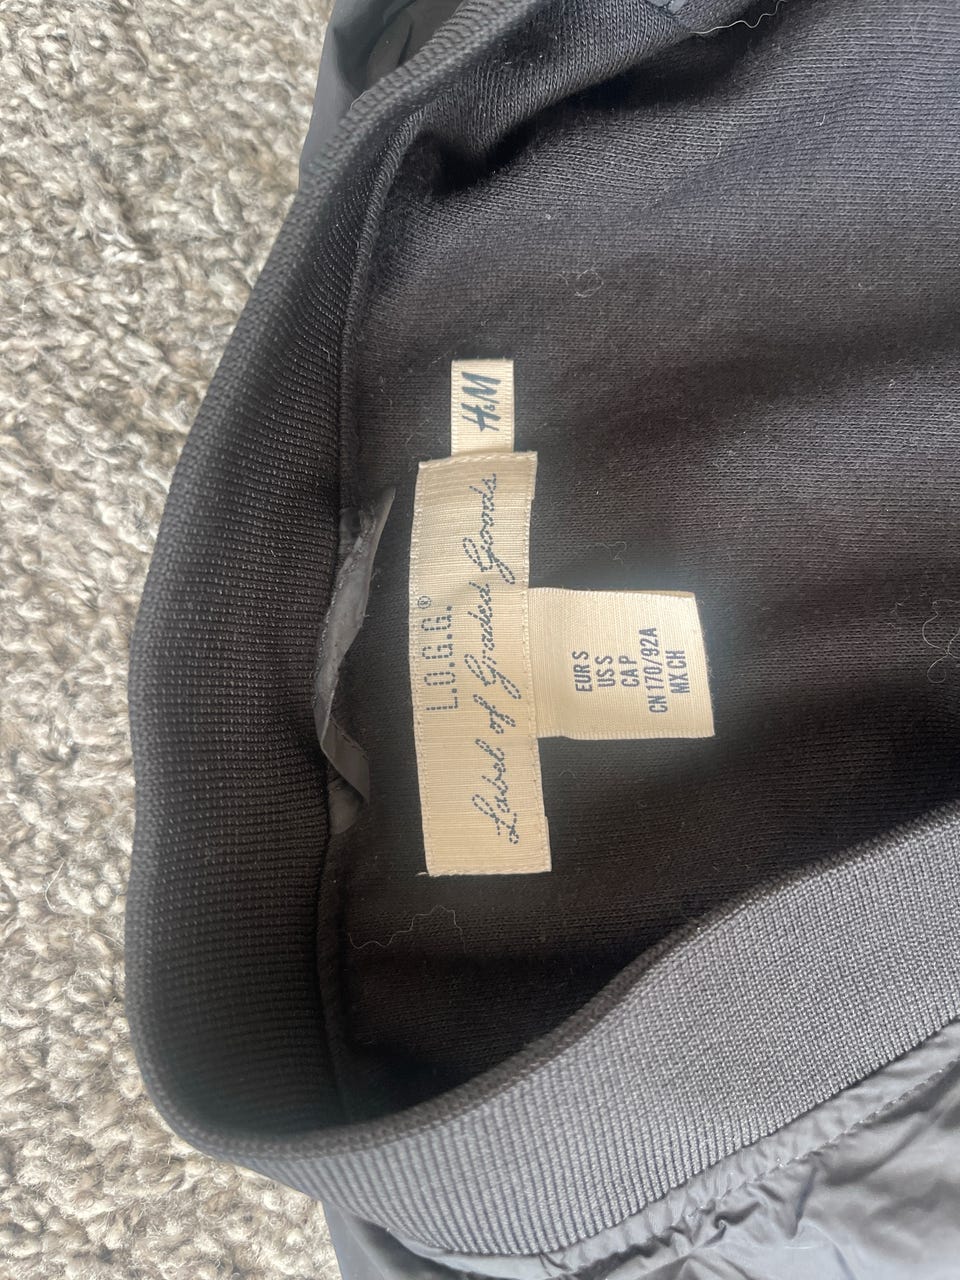 H&M
L.O.G.G.®
Label of Graded Goods
EUR S
US S
CA P
CN 170/92A
MX CH